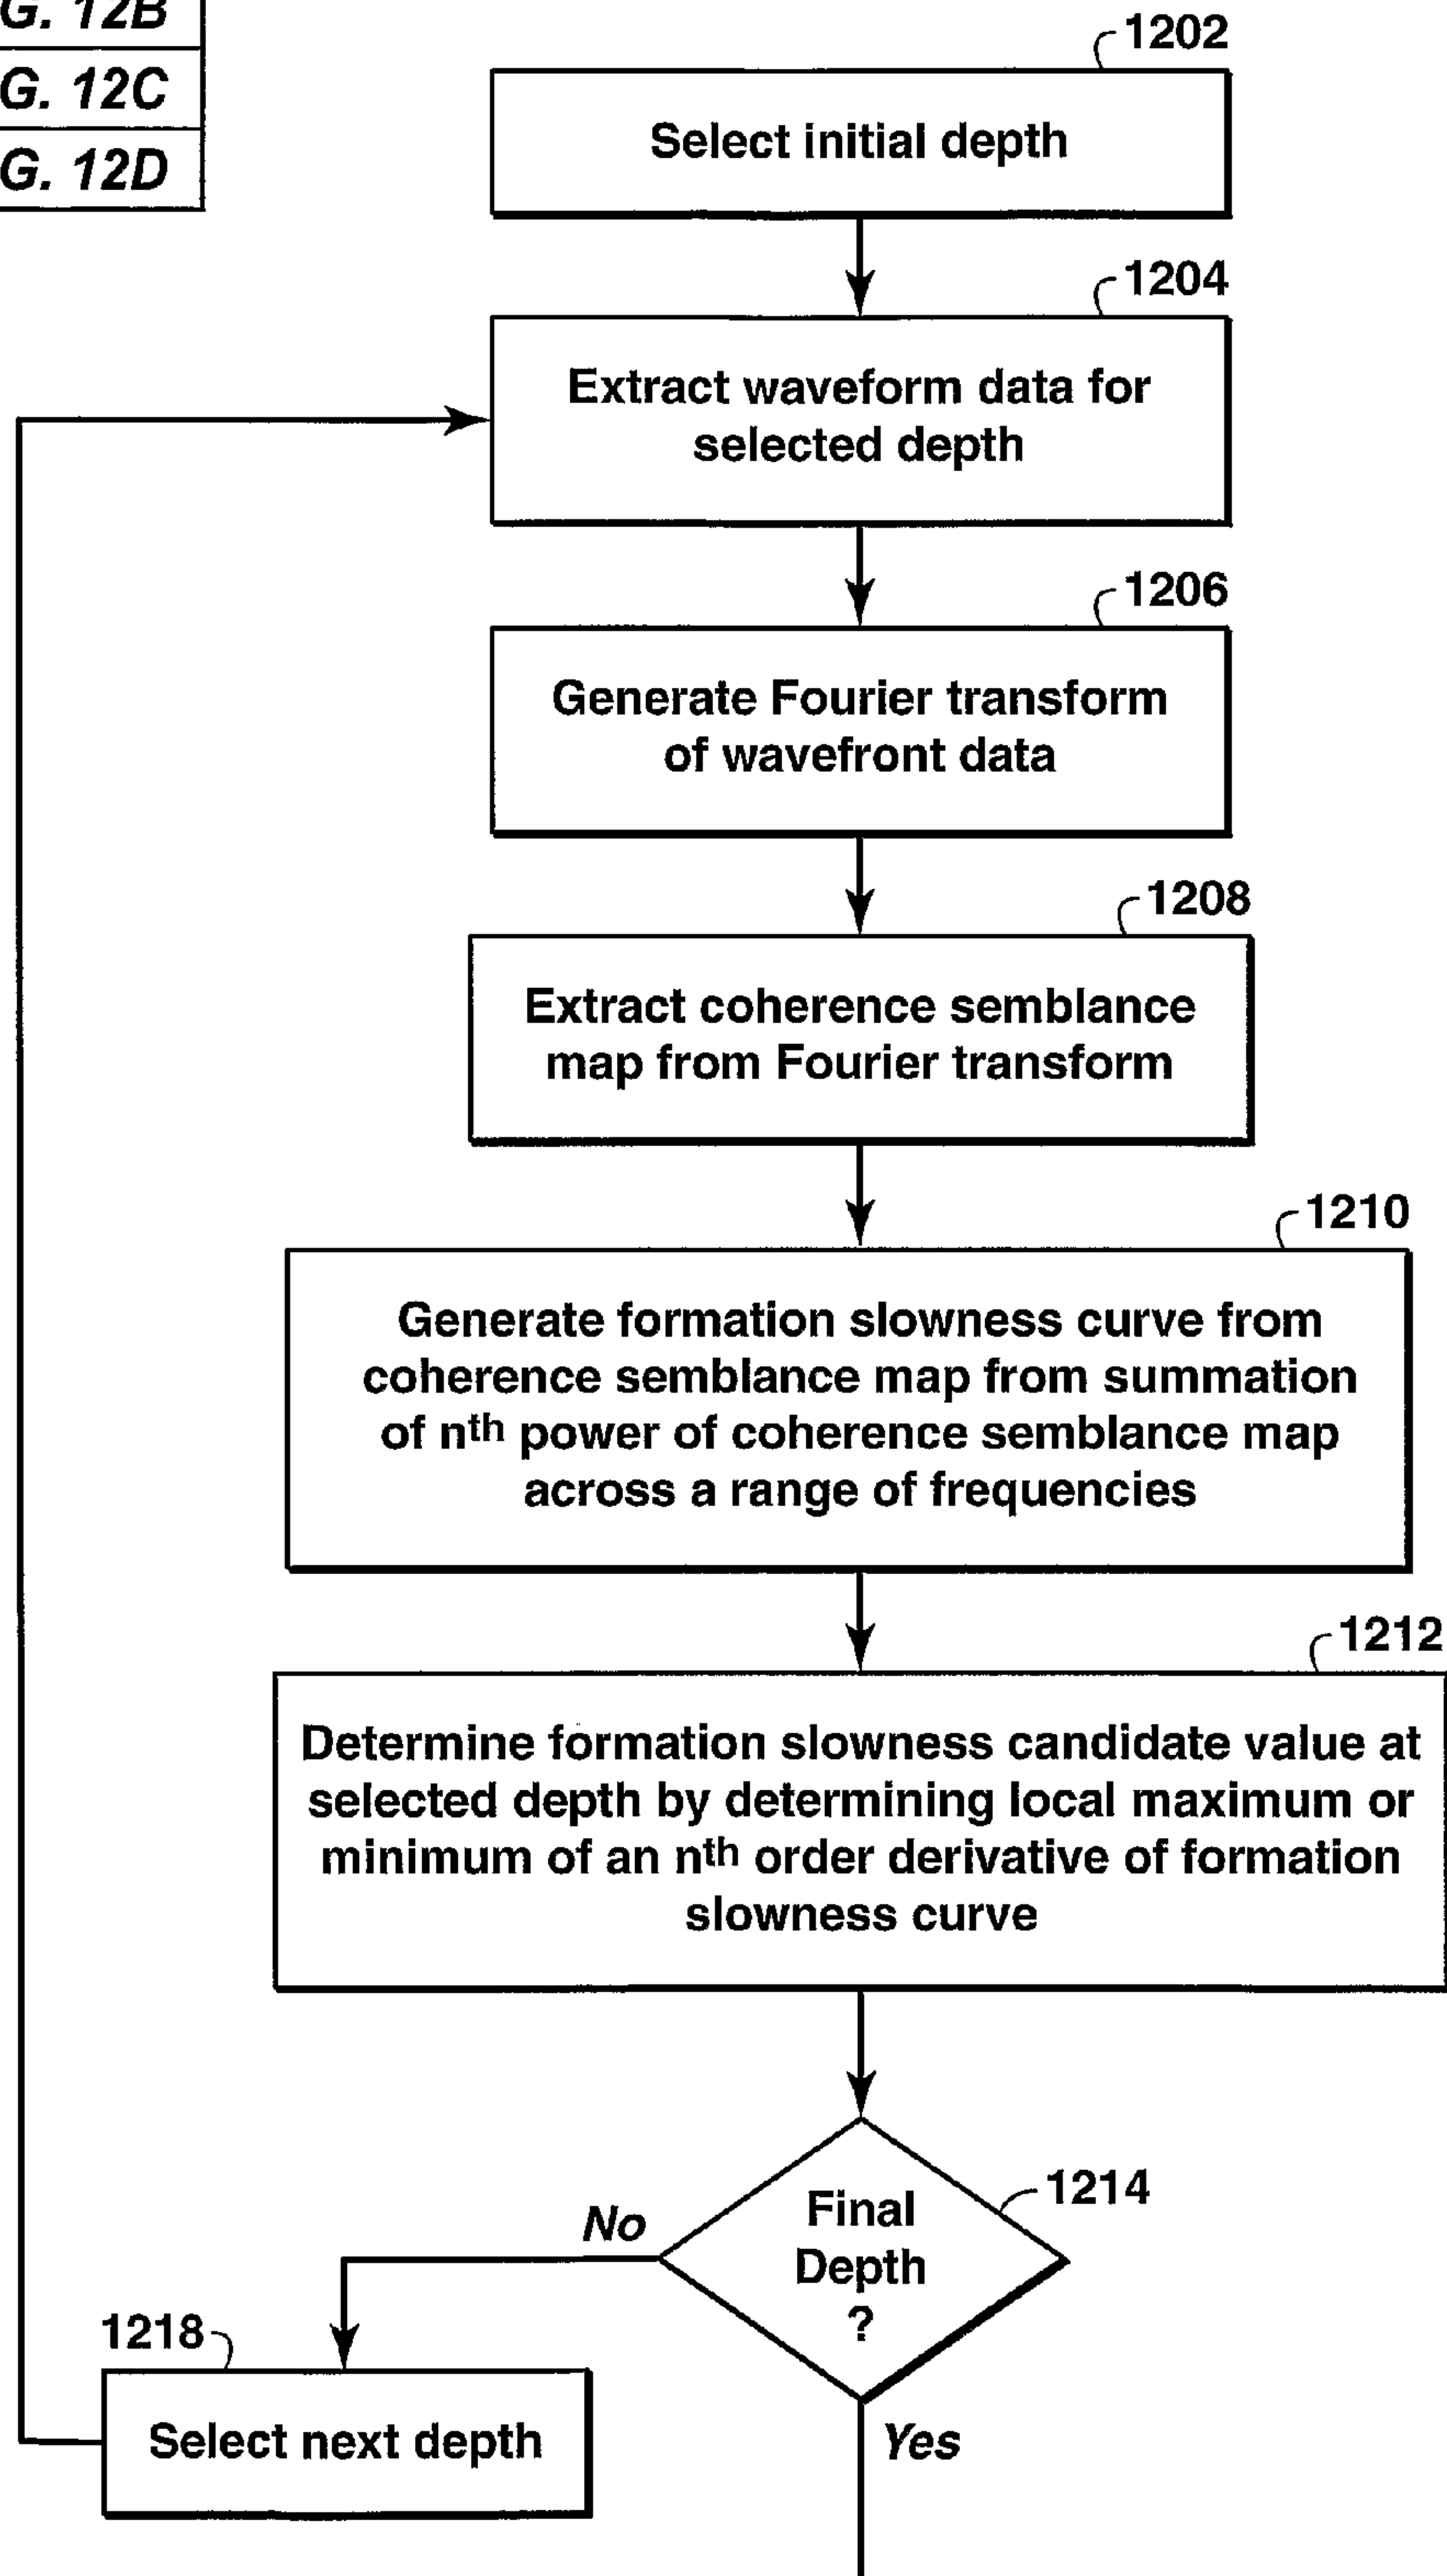 G. 12B
G. 12C
G. 12D
1202
Select initial depth
1204
Extract waveform data for
selected depth
1206
Generate Fourier transform
of wavefront data
1208
Extract coherence semblance
map from Fourier transform
1210
Generate formation slowness curve from
coherence semblance map from summation
of nth power of coherence semblance map
across a range of frequencies
1212
Determine formation slowness candidate value at
selected depth by determining local maximum or
minimum of an nth order derivative of formation
slowness curve
1214
Final
Depth
?
No
1218
Select next depth
Yes